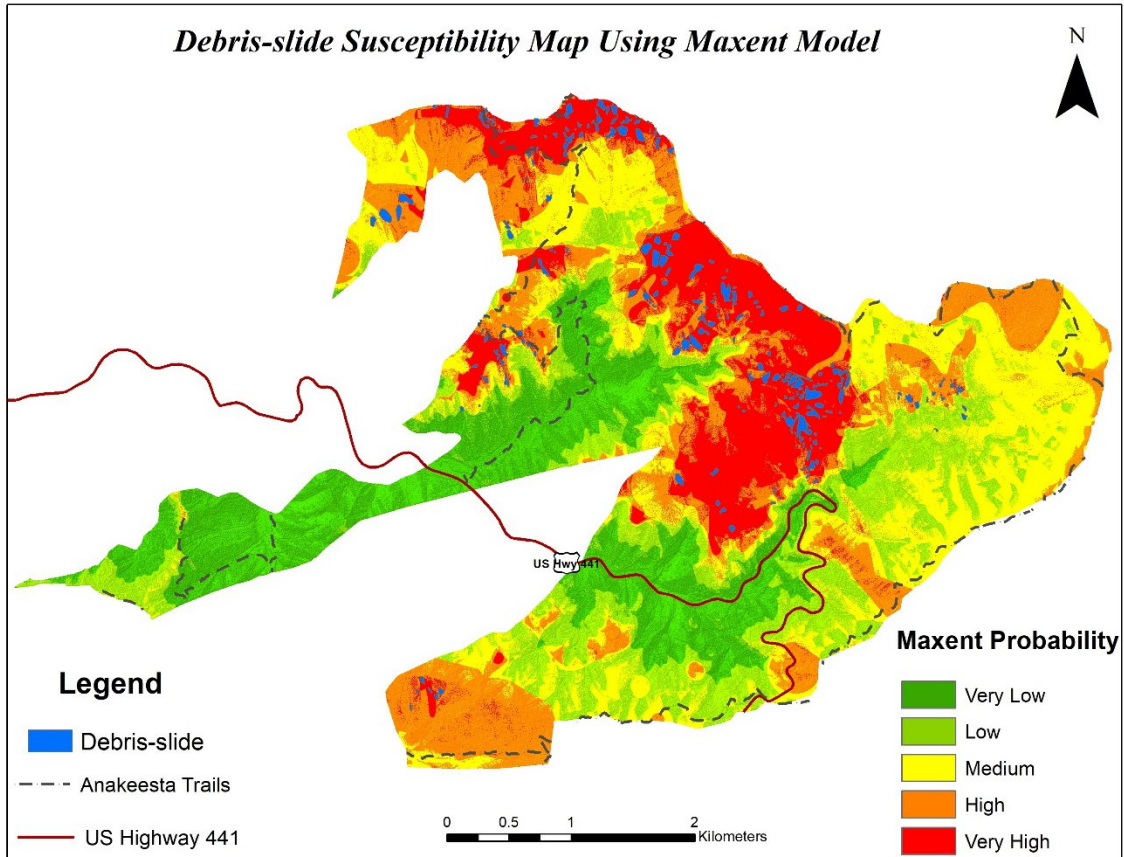 Debris-slide Susceptibility Map Using Maxent Model
N
US Hwy 441
Legend
Debris-slide
Anakeesta Trails
US Highway 441
0 0.5 1 2
Kilometers
Maxent Probability
Very Low
Low
Medium
High
Very High